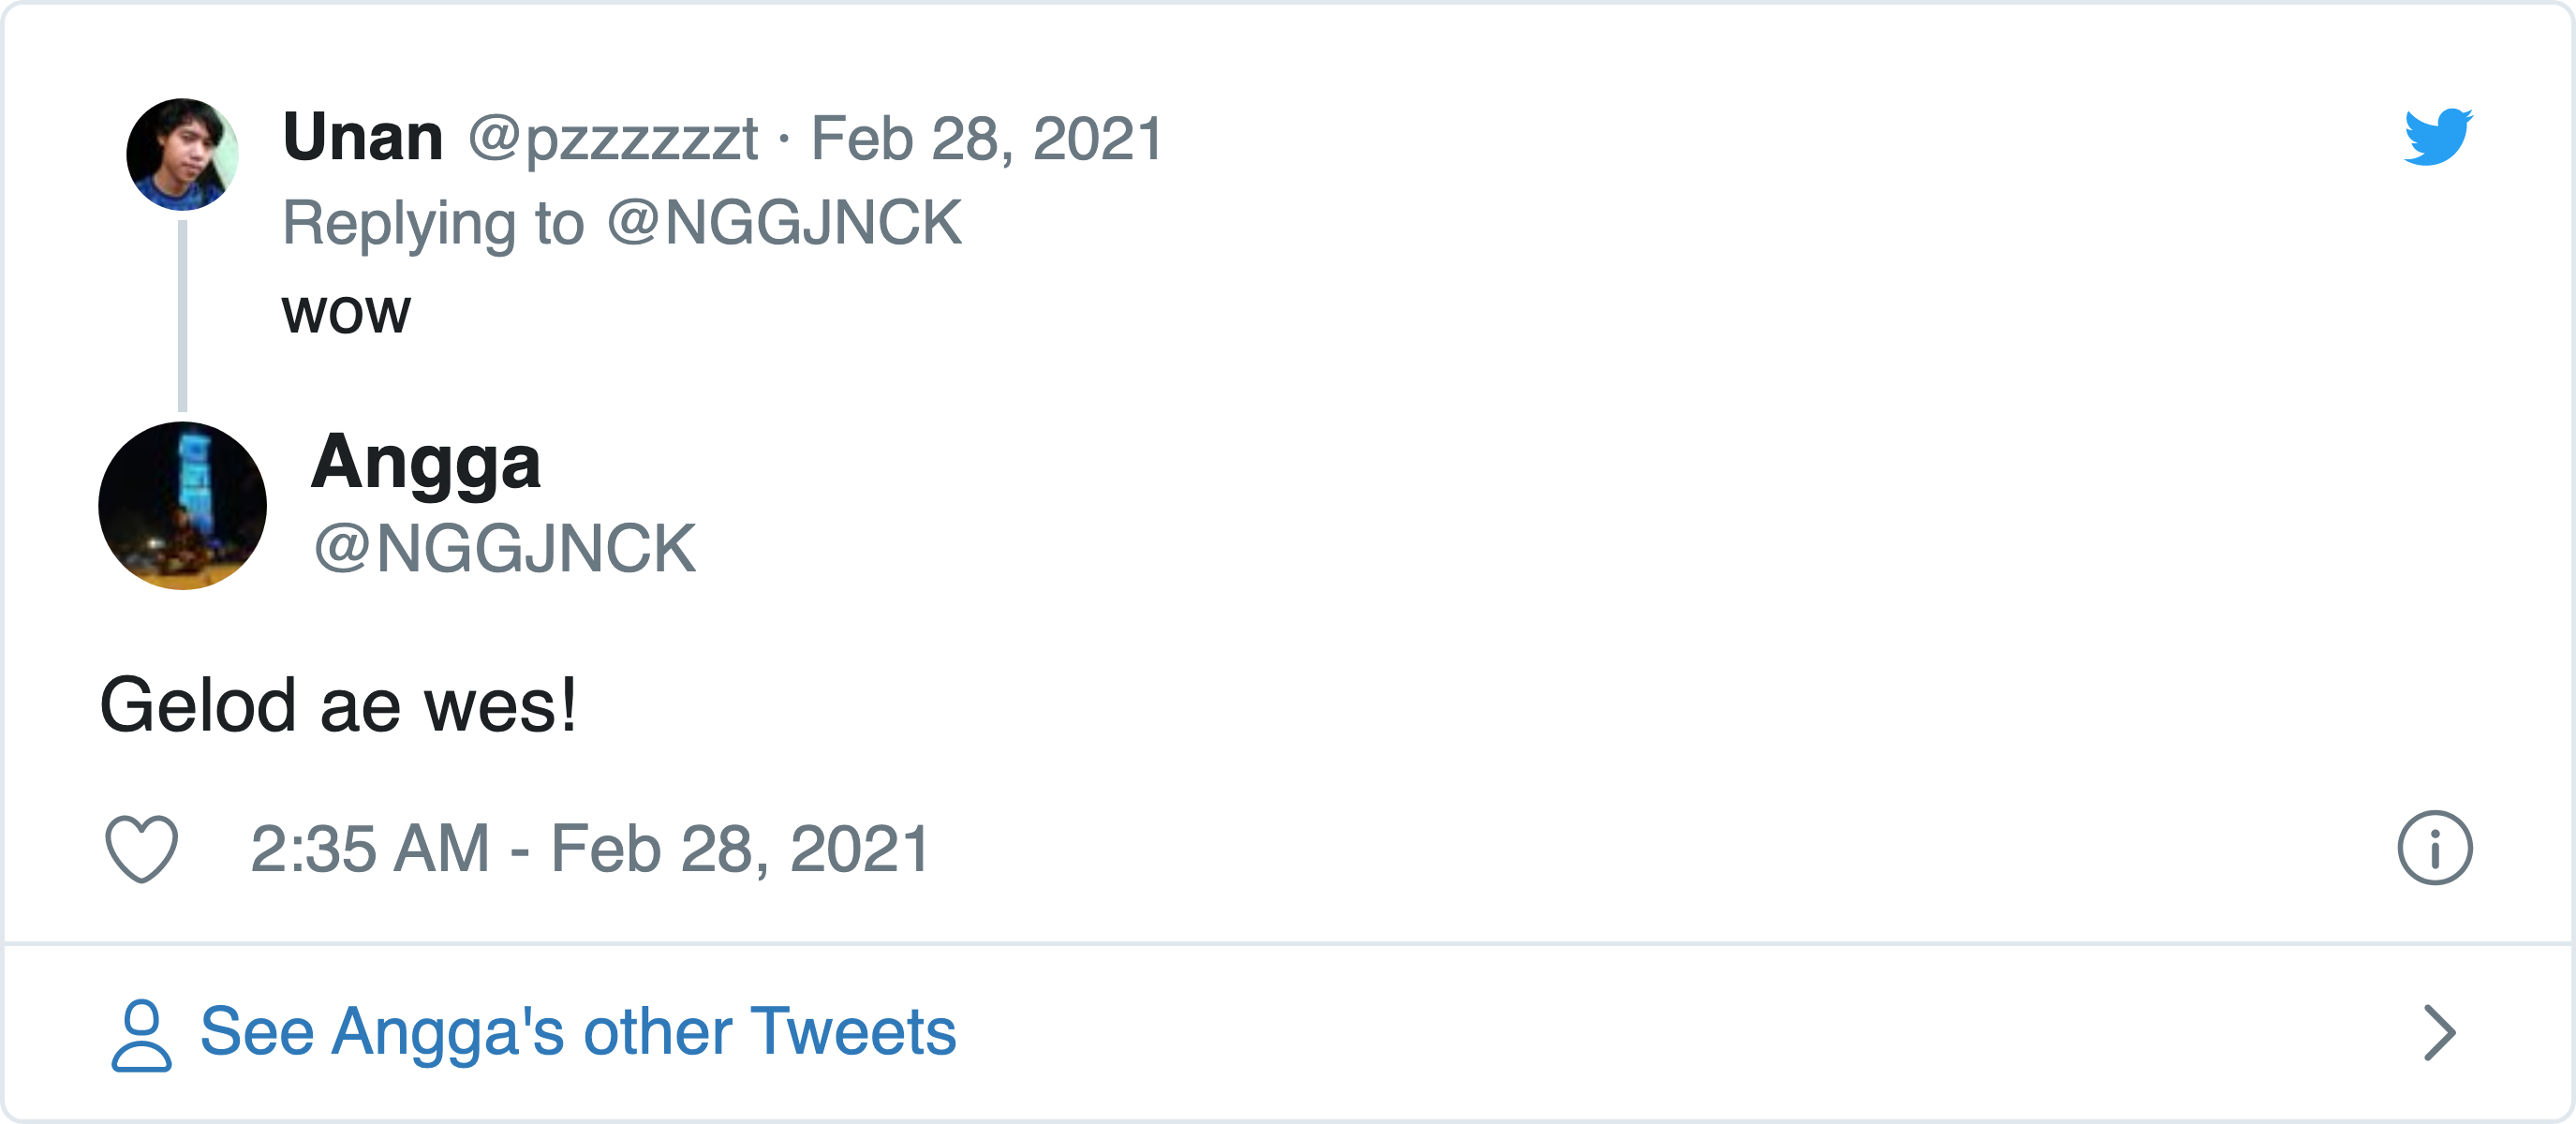 Unan @pzzzzzzt · Feb 28, 2021
Replying to @NGGJNCK
wow
Angga
@NGGJNCK
Gelod ae wes!
2:35 AM - Feb 28, 2021
See Angga's other Tweets